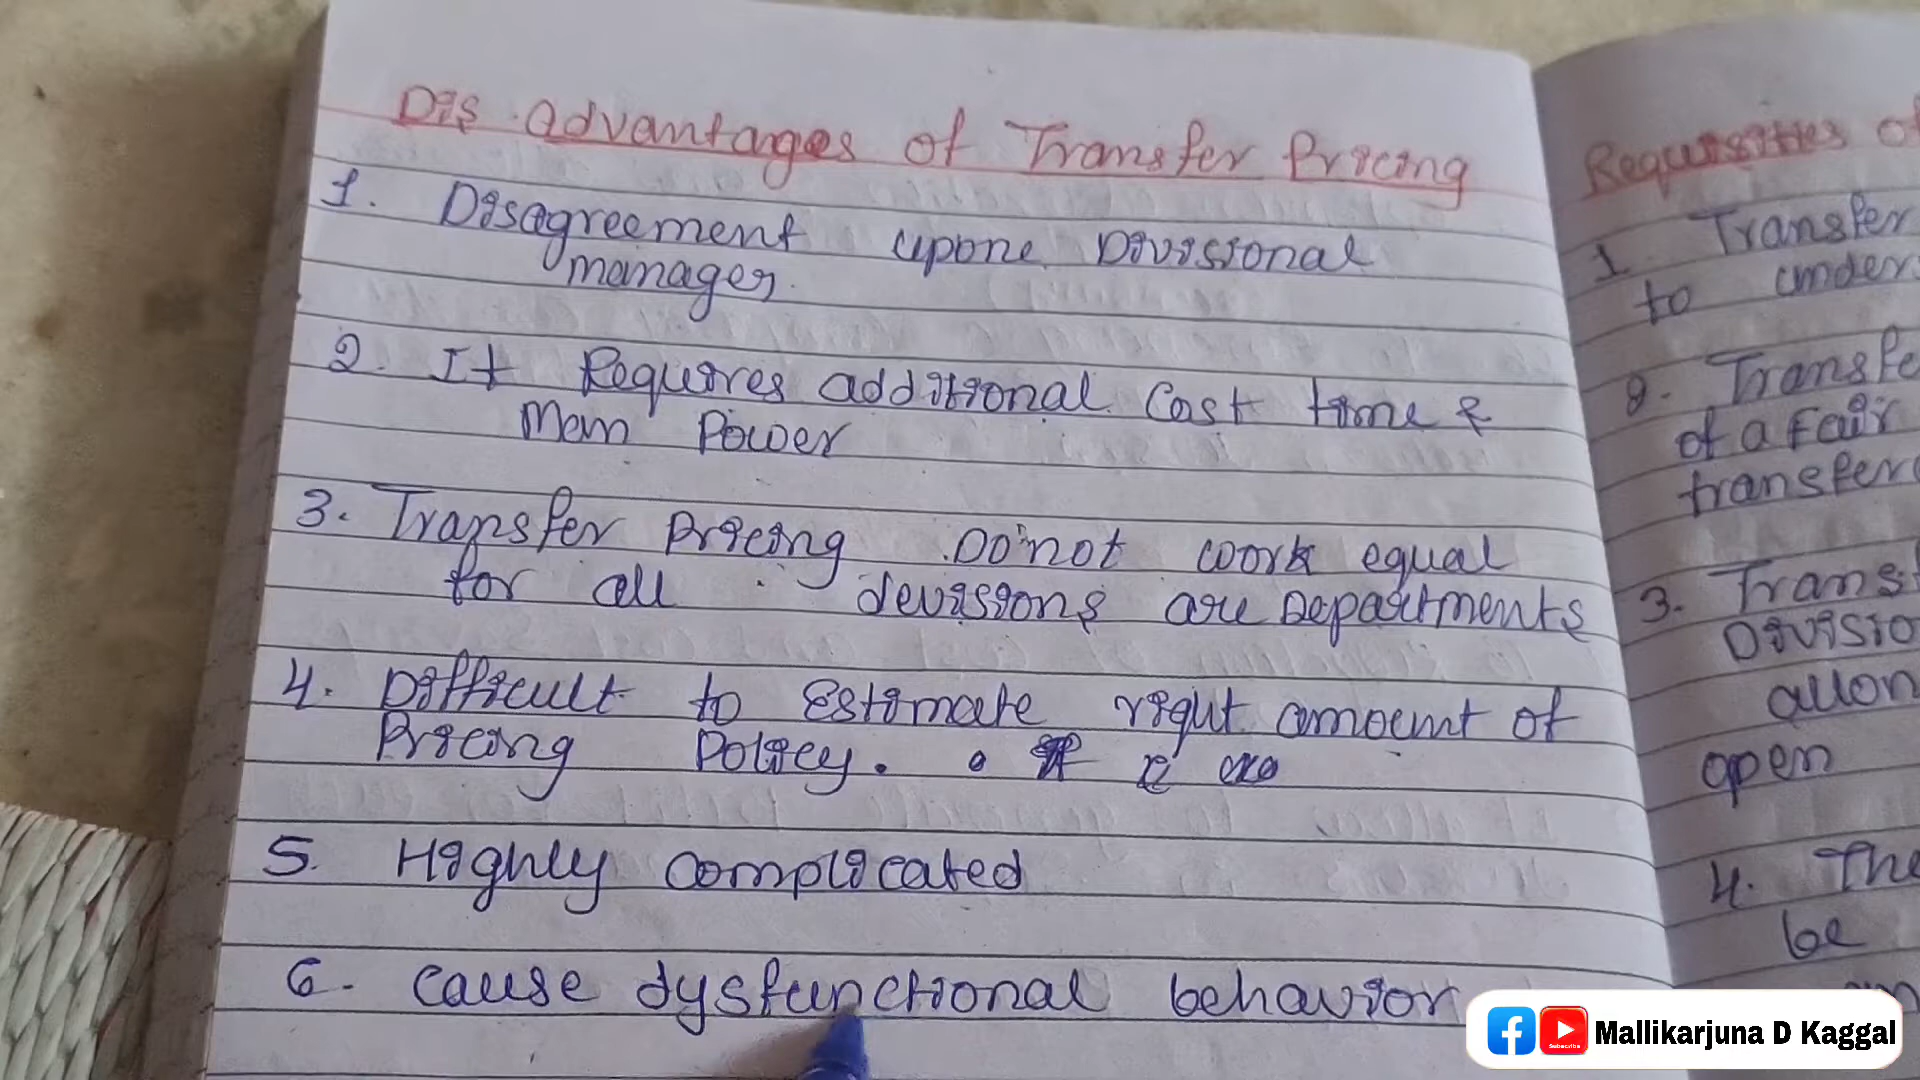 Dis Advantages of Transfer Pricing
1. Disagreement upone Divisional
manager.
2. It Requires additional Cost time &
Man Power
3. Transfer Pricing Do'not work equal
for all devisions are Departments
4. Difficult to Estimate right amount of
Pricing Policy.
5. Highly complicated
6. cause dysfunctional behavior
Requisities of
1. Transfer
to under
2. Transfe
of a Fair
transfer
3. Transf
Divisio
allon
open
4. The
be
Mallikarjuna D Kaggal